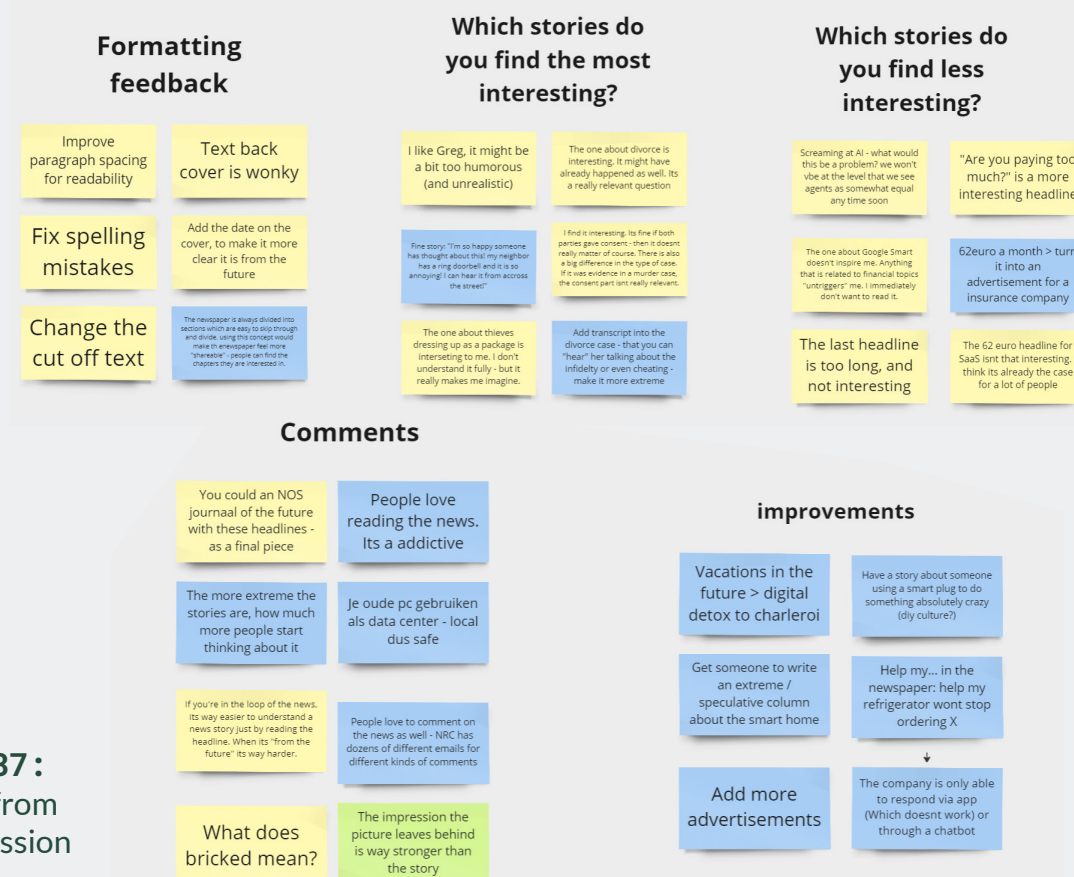 Formatting
feedback
Improve
paragraph spacing
for readability
Text back
cover is wonky
Fix spelling
mistakes
Add the date on the
cover, to make it more
clear it is from the
future
Change the
cut off text
The newspaper is always divided into
sections which are easy to skip through
and divide. using this concept would
make th enewspaper feel more
"shareable" - people can find the
chapters they are interested in.
Which stories do
you find the most
interesting?
I like Greg, it might be
a bit too humorous
(and unrealistic)
The one about divorce is
interesting. It might have
already happened as well. Its
a really relevant question
Fine story: "I'm so happy someone
has thought about this! my neighbor
has a ring doorbell and it is so
annoying! I can hear it from accross
the street!"
I find it interesting. Its fine if both
parties gave consent - then it doesnt
really matter of course. There is also
a big difference in the type of case.
If it was evidence in a murder case,
the consent part isnt really relevant.
The one about thieves
dressing up as a package is
interseting to me. I don't
understand it fully - but it
really makes me imagine.
Add transcript into the
divorce case - that you can
"hear" her talking about the
infidelty or even cheating -
make it more extreme
Which stories do
you find less
interesting?
Screaming at AI - what would
this be a problem? we won't
vbe at the level that we see
agents as somewhat equal
any time soon
"Are you paying too
much?" is a more
interesting headline
The one about Google Smart
doesn't inspire me. Anything
that is related to financial topics
"untriggers" me. I immediately
don't want to read it.
62euro a month > turn
it into an
advertisement for a
insurance company
The last headline
is too long, and
not interesting
The 62 euro headline for
SaaS isnt that interesting.
think its already the case
for a lot of people
Comments
You could an NOS
journaal of the future
with these headlines -
as a final piece
People love
reading the news.
Its a addictive
The more extreme the
stories are, how much
more people start
thinking about it
Je oude pc gebruiken
als data center - local
dus safe
If you're in the loop of the news,
its way easier to understand a
news story just by reading the
headline. When its "from the
future" its way harder.
People love to comment on
the news as well - NRC has
dozens of different emails for
different kinds of comments
What does
bricked mean?
The impression the
picture leaves behind
is way stronger than
the story
improvements
Vacations in the
future > digital
detox to charleroi
Have a story about someone
using a smart plug to do
something absolutely crazy
(diy culture?)
Get someone to write
an extreme /
speculative column
about the smart home
Help my... in the
newspaper: help my
refrigerator wont stop
ordering X
Add more
advertisements
The company is only able
to respond via app
(Which doesnt work) or
through a chatbot
37:
from
ssion